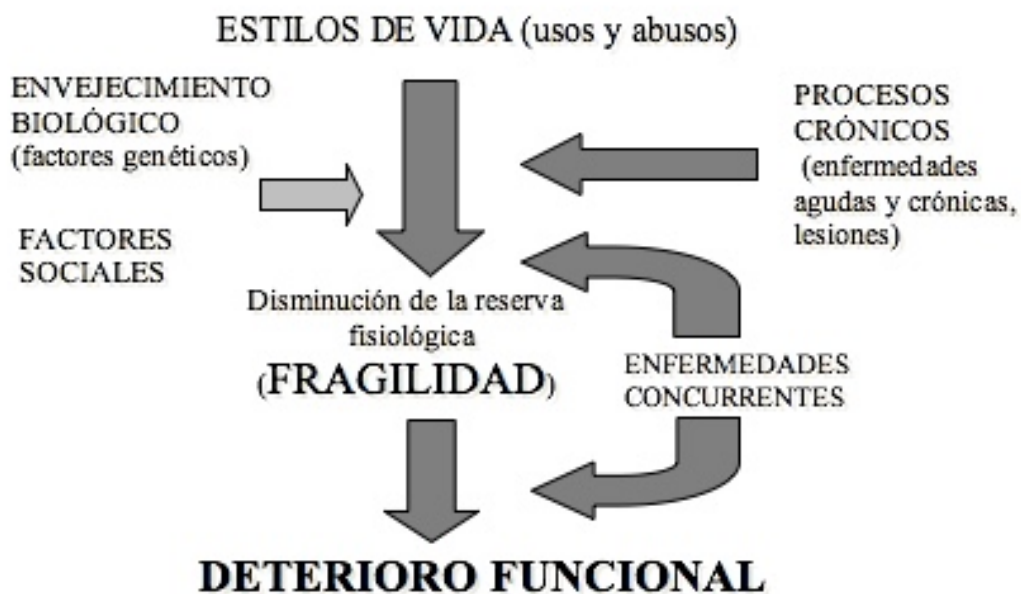 ESTILOS DE VIDA (usos y abusos)
ENVEJECIMIENTO
BIOLÓGICO
(factores genéticos)
FACTORES
SOCIALES
PROCESOS
CRÓNICOS
(enfermedades
agudas y crónicas,
lesiones)
Disminución de la reserva
fisiológica
(FRAGILIDAD)
ENFERMEDADES
CONCURRENTES
DETERIORO FUNCIONAL